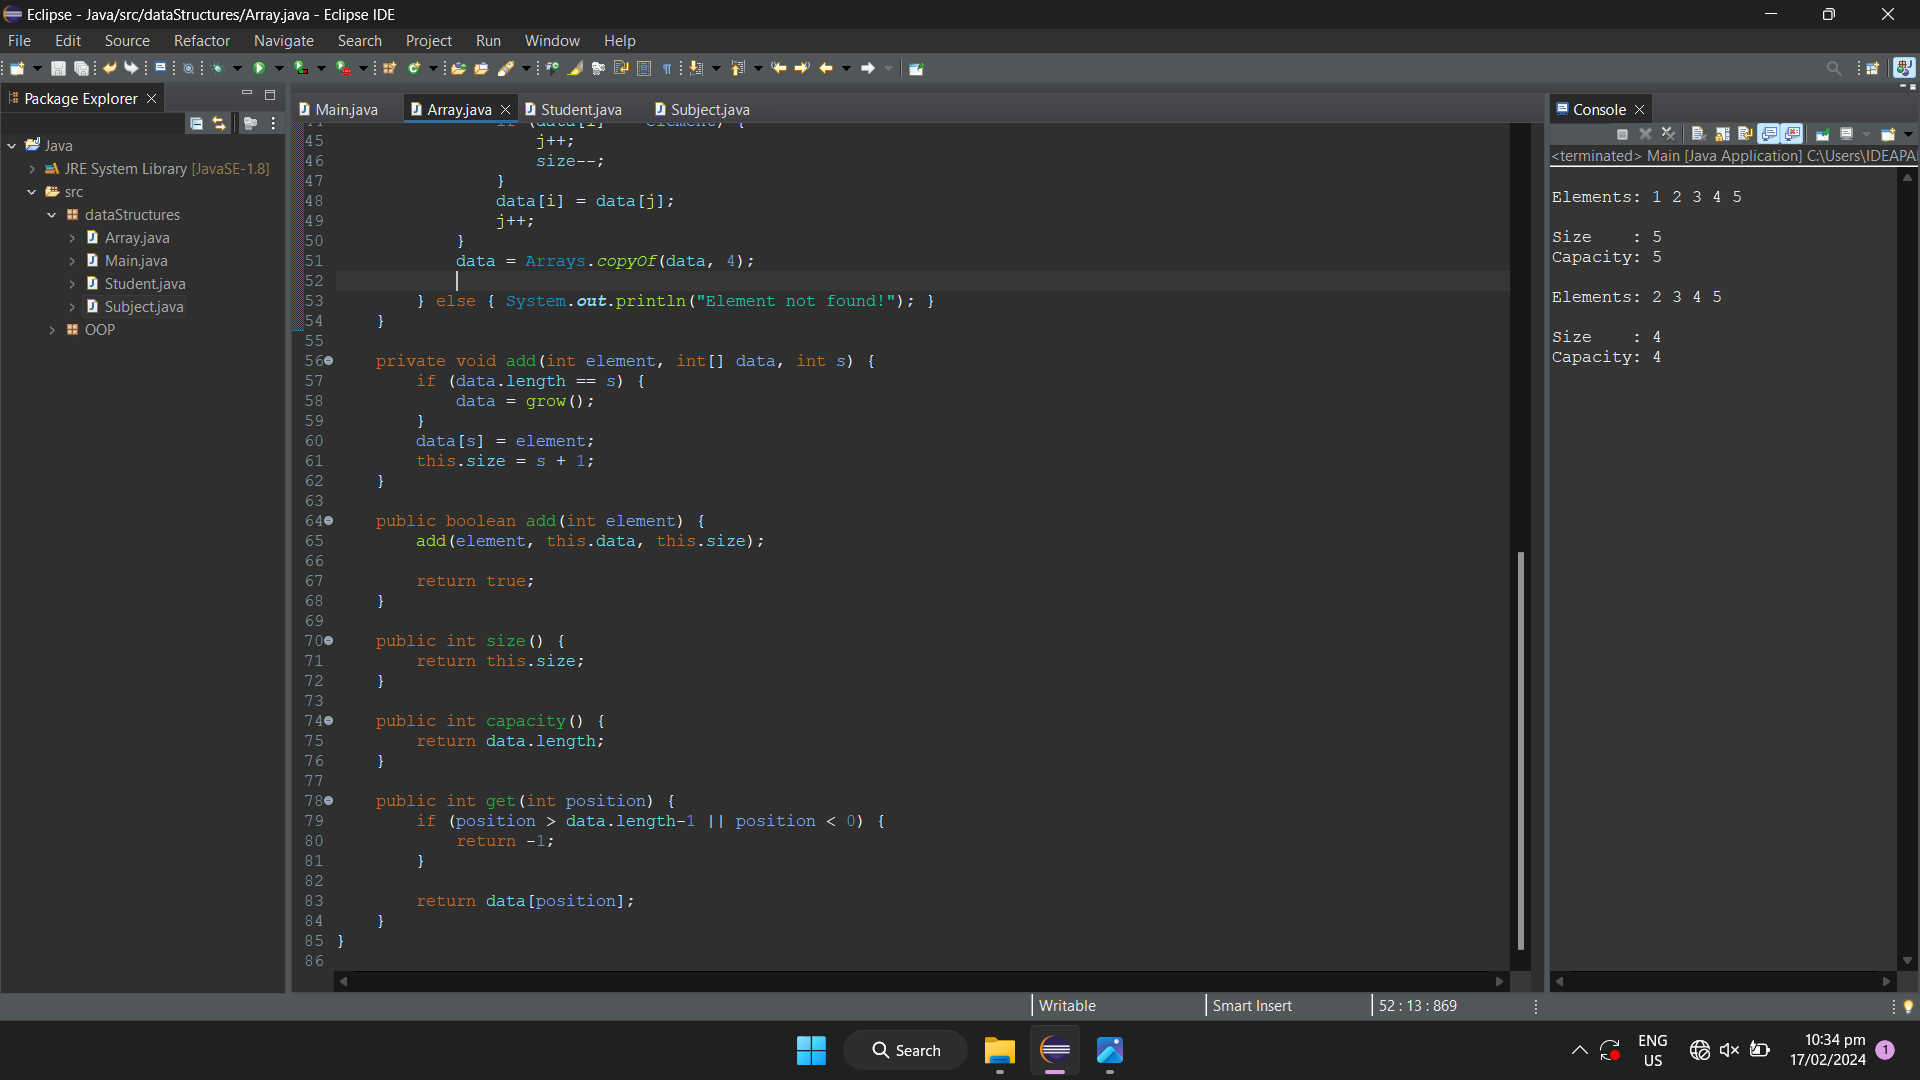 Eclipse - Java/src/dataStructures/Array.java - Eclipse IDE
File Edit Source Refactor Navigate Search Project Run Window Help
Package Explorer
Main.java Array.java Student.java Subject.java
Console
Java
JRE System Library [JavaSE-1.8]
src
dataStructures
Array.java
Main.java
Student.java
Subject.java
OOP
45 j++;
46 size--;
47 }
48 data[i] = data[j];
49 j++;
50 }
51 data = Arrays.copyOf(data, 4);
52
53 } else { System.out.println("Element not found!"); }
54 }
55
56 private void add(int element, int[] data, int s) {
57 if (data.length == s) {
58 data = grow();
59 }
60 data[s] = element;
61 this.size = s + 1;
62 }
63
64 public boolean add(int element) {
65 add(element, this.data, this.size);
66
67 return true;
68 }
69
70 public int size() {
71 return this.size;
72 }
73
74 public int capacity() {
75 return data.length;
76 }
77
78 public int get(int position) {
79 if (position > data.length-1 || position < 0) {
80 return -1;
81 }
82
83 return data[position];
84 }
85 }
86
<terminated> Main [Java Application] C:\Users\IDEAPA
Elements: 1 2 3 4 5
Size : 5
Capacity: 5
Elements: 2 3 4 5
Size : 4
Capacity: 4
Writable Smart Insert 52 : 13 : 869
Search
ENG
US
10:34 pm
17/02/2024
1